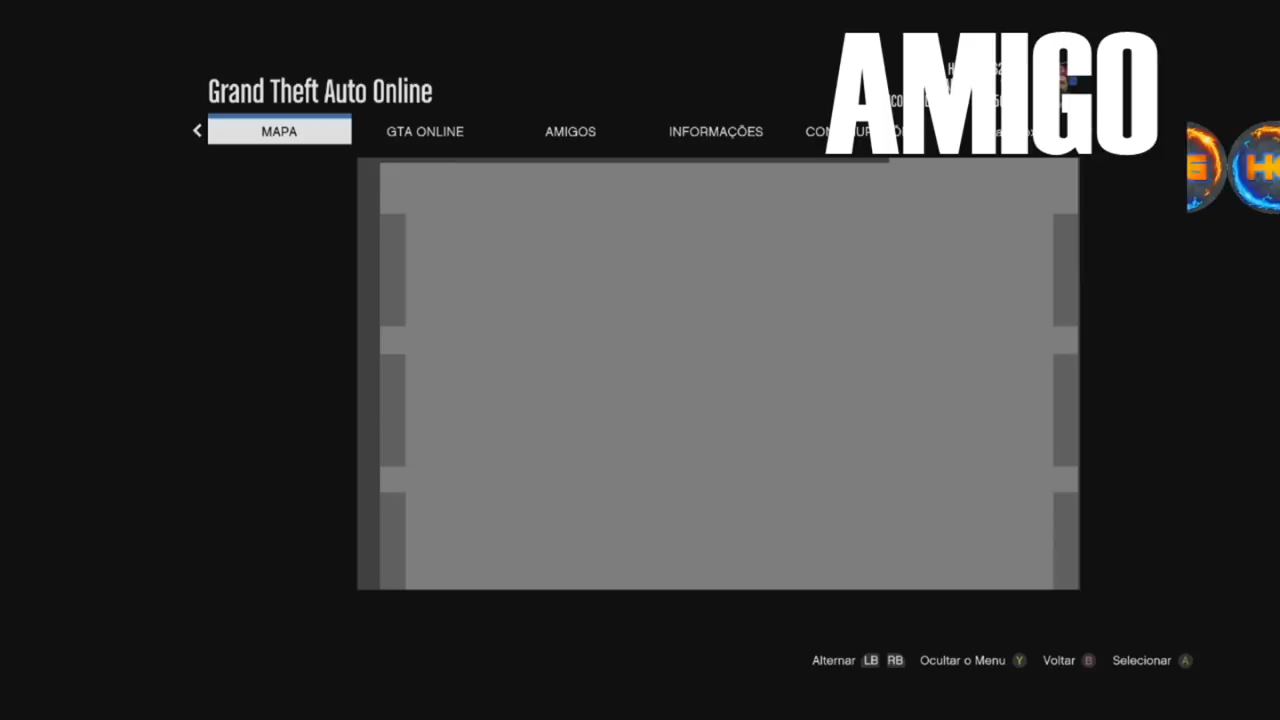 AMIGO
Grand Theft Auto Online
MAPA
GTA ONLINE
AMIGOS
INFORMAÇÕES
Alternar LB RB Ocultar o Menu Y Voltar B Selecionar A